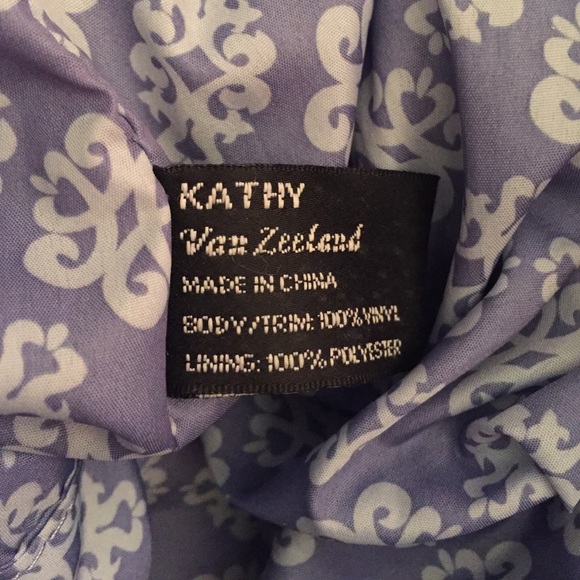 KATHY
Van Zeeland
MADE IN CHINA
BODY/TRIM: 100% VINYL
LINING: 100% POLYESTER